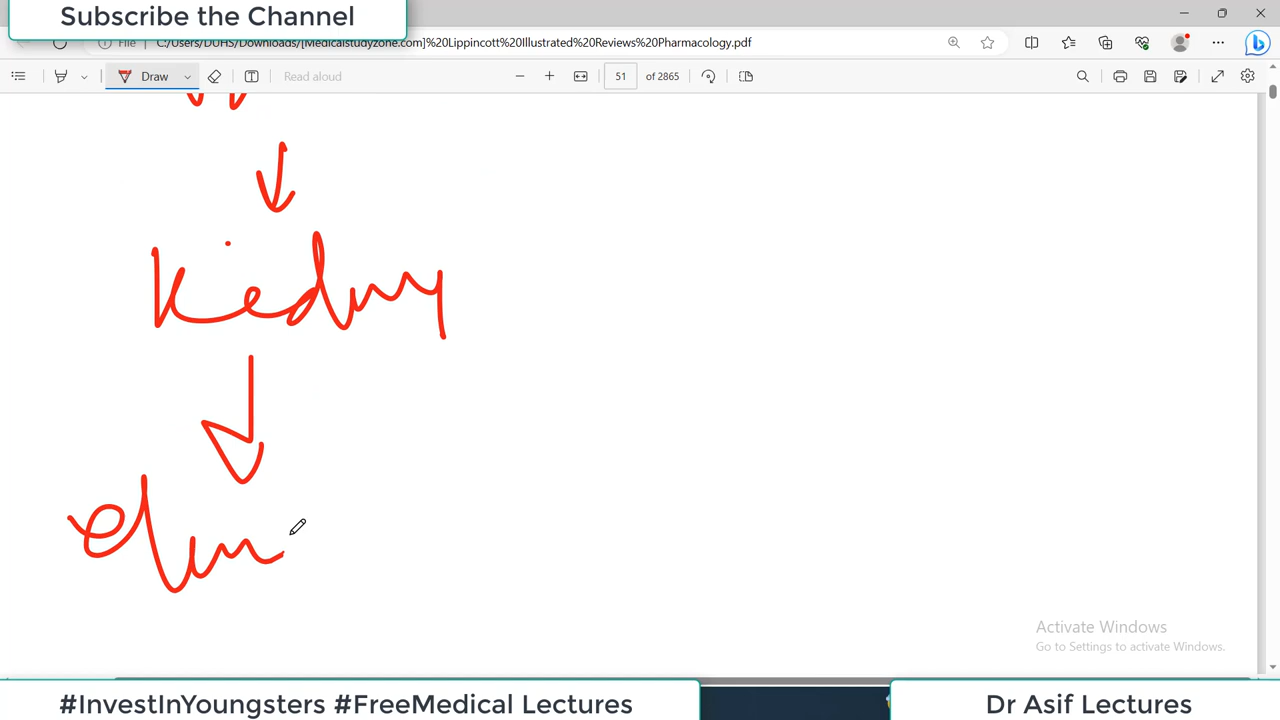 Subscribe the Channel
File C:/Users/DUHS/Downloads/[Medicalstudyzone.com]%20Lippincott%20Illustrated%20Reviews%20Pharmacology.pdf
Draw Read aloud 51 of 2865
Kidney
elim
Activate Windows
Go to Settings to activate Windows.
#InvestInYoungsters #FreeMedical Lectures
Dr Asif Lectures